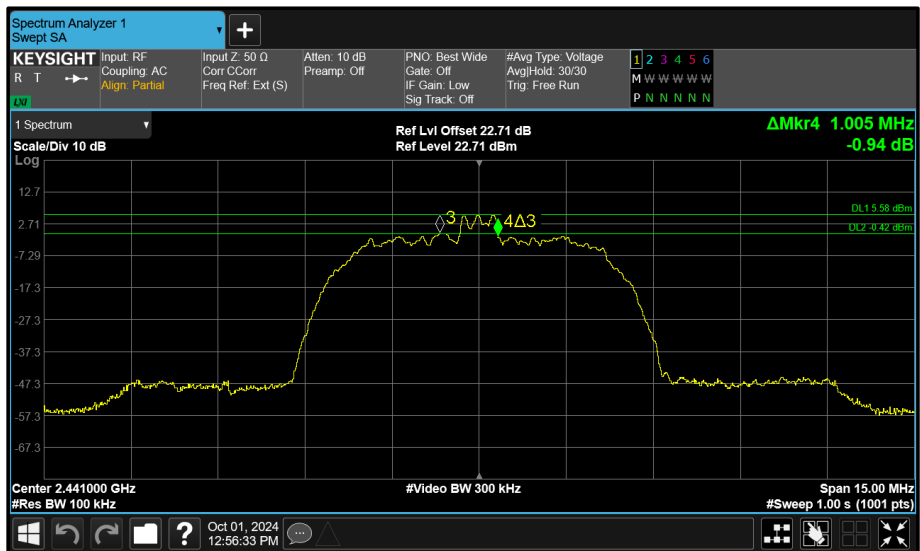 Spectrum Analyzer 1
Swept SA
+
KEYSIGHT
R T
LXI
Input: RF
Coupling: AC
Align: Partial
Input Z: 50 Ω
Corr CCorr
Freq Ref: Ext (S)
Atten: 10 dB
Preamp: Off
PNO: Best Wide
Gate: Off
IF Gain: Low
Sig Track: Off
#Avg Type: Voltage
Avg|Hold: 30/30
Trig: Free Run
1 2 3 4 5 6
M W W W W W
P N N N N N
1 Spectrum
Scale/Div 10 dB
Ref Lvl Offset 22.71 dB
Ref Level 22.71 dBm
ΔMkr4 1.005 MHz
-0.94 dB
Log
12.7
2.71
-7.29
-17.3
-27.3
-37.3
-47.3
-57.3
-67.3
DL1 5.58 dBm
DL2 -0.42 dBm
3
4Δ3
Center 2.441000 GHz
#Res BW 100 kHz
#Video BW 300 kHz
Span 15.00 MHz
#Sweep 1.00 s (1001 pts)
?
Oct 01, 2024
12:56:33 PM